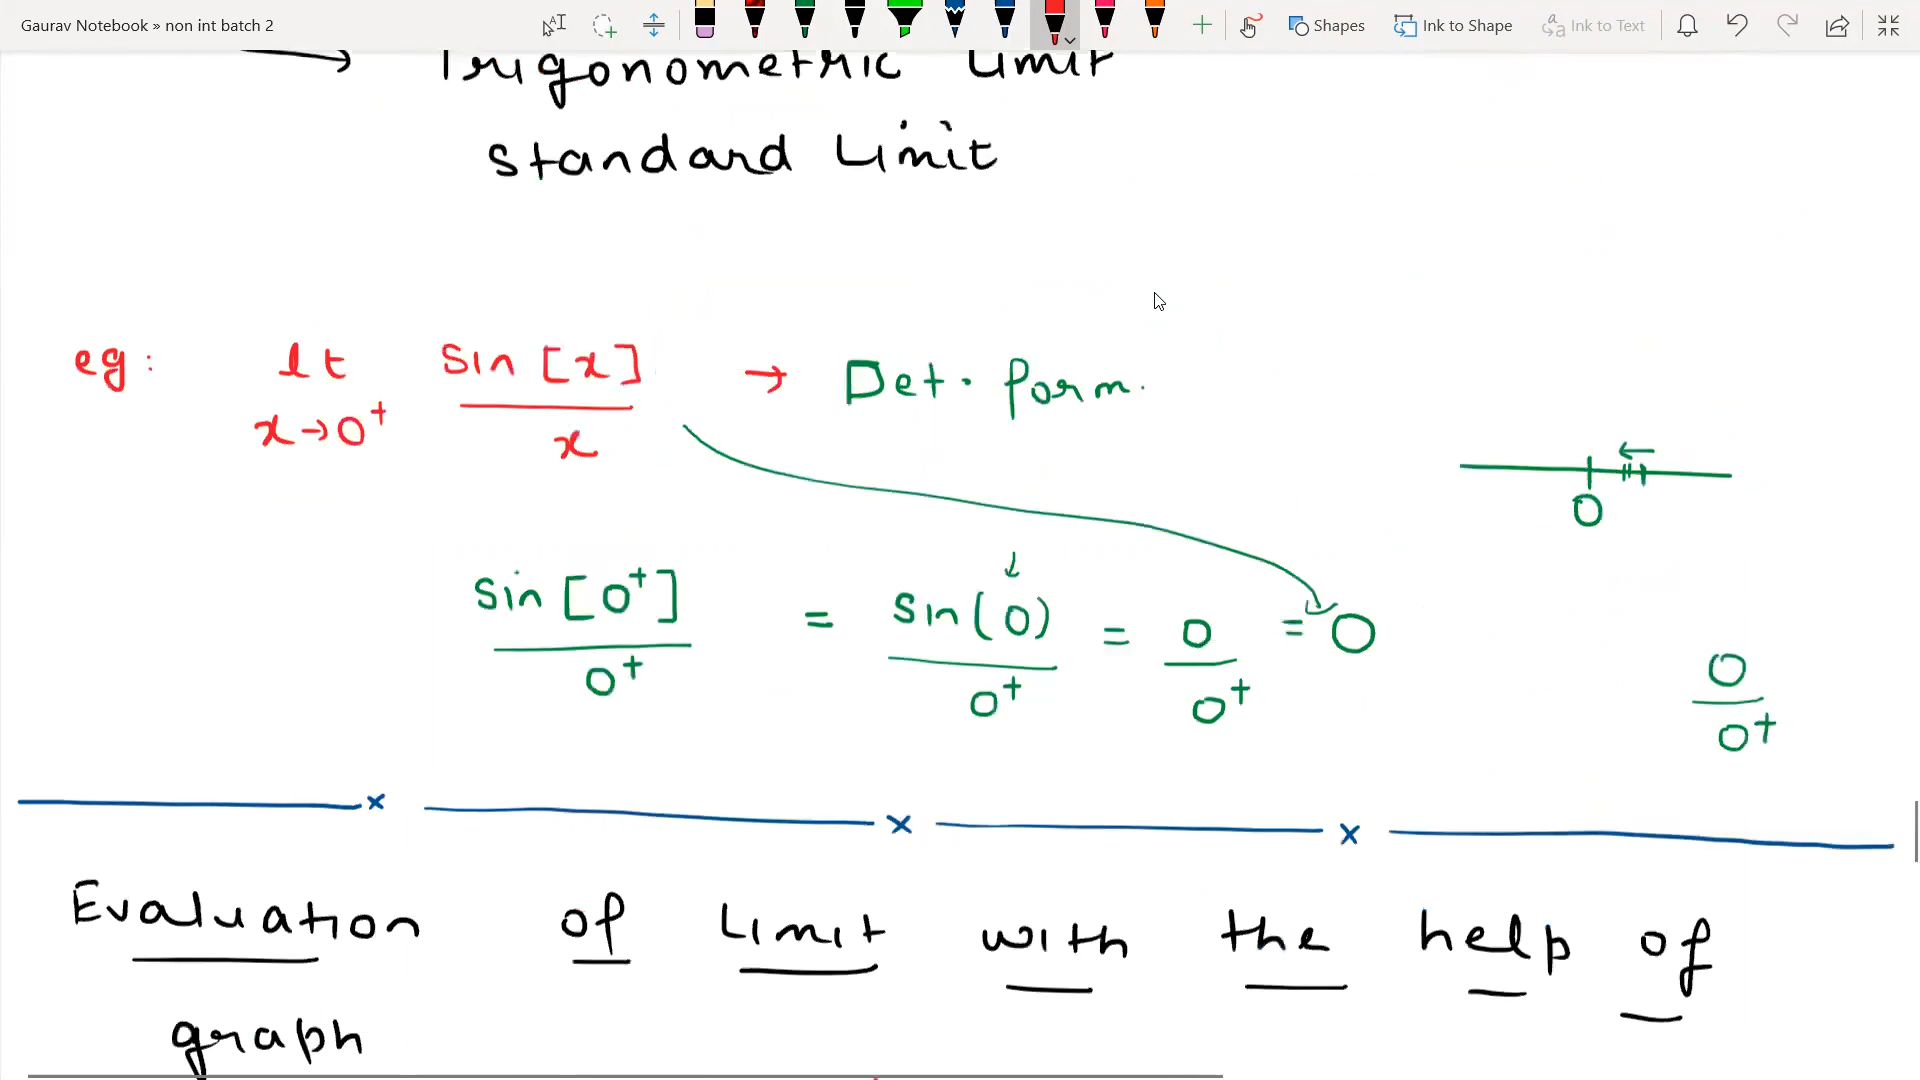 Gaurav Notebook » non int batch 2
Shapes
Ink to Shape
Ink to Text
→ Trigonometric Limit
standard Limit
eg: lt x→0⁺ sin [x] / x → Det. form.
0
sin [0⁺] / 0⁺ = sin(0) / 0⁺ = 0 / 0⁺ = 0
0 / 0⁺
Evaluation of Limit with the help of
graph